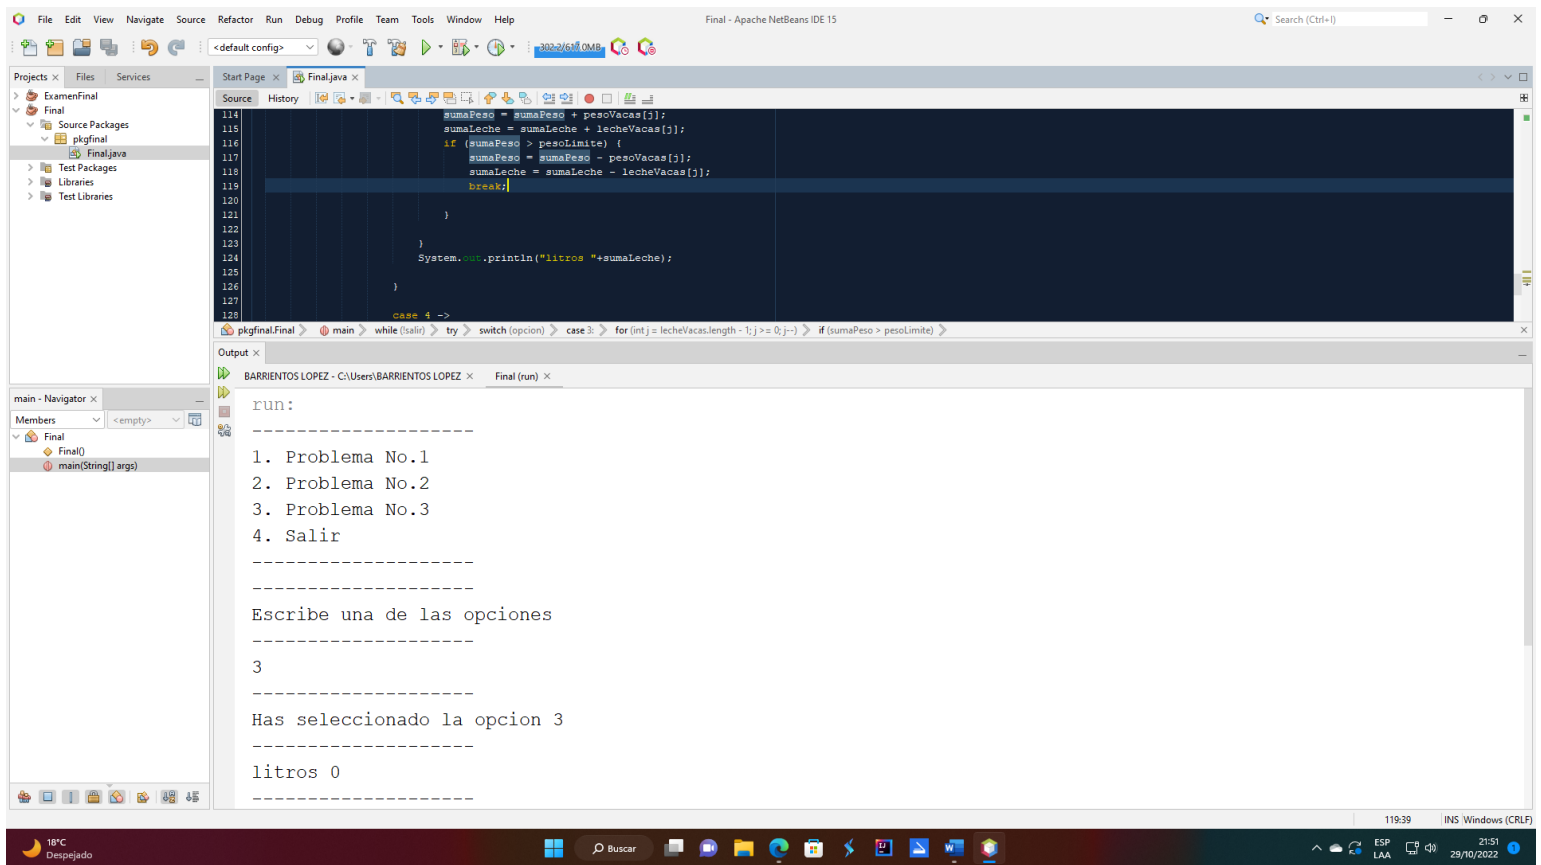 File Edit View Navigate Source Refactor Run Debug Profile Team Tools Window Help
Final - Apache NetBeans IDE 15
Search (Ctrl+I)
<default config>
Projects Files Services
Start Page Final.java
ExamenFinal
Final
Source Packages
pkgfinal
Final.java
Test Packages
Libraries
Test Libraries
Source History
114 sumaPeso = sumaPeso + pesoVacas[j];
115 sumaLeche = sumaLeche + lecheVacas[j];
116 if (sumaPeso > pesoLimite) {
117 sumaPeso = sumaPeso - pesoVacas[j];
118 sumaLeche = sumaLeche - lecheVacas[j];
119 break;
120
121 }
122
123 }
124 System.out.println("litros "+sumaLeche);
125
126 }
127
128 case 4 ->
pkgfinal.Final main while (!salir) try switch (opcion) case 3: for (int j = lecheVacas.length - 1; j >= 0; j--) if (sumaPeso > pesoLimite)
Output
BARRIENTOS LOPEZ - C:\Users\BARRIENTOS LOPEZ Final (run)
main - Navigator
Members <empty>
Final
Final()
main(String[] args)
run:
--------------------
1. Problema No.1
2. Problema No.2
3. Problema No.3
4. Salir
--------------------
--------------------
Escribe una de las opciones
--------------------
3
--------------------
Has seleccionado la opcion 3
--------------------
litros 0
--------------------
119:39 INS Windows (CRLF)
18°C
Despejado
Buscar
ESP
LAA
21:51
29/10/2022
1